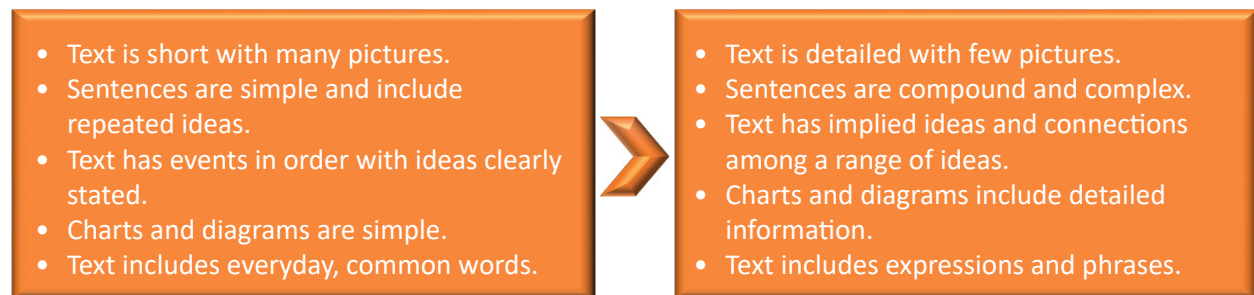 • Text is short with many pictures.
• Sentences are simple and include
repeated ideas.
• Text has events in order with ideas clearly
stated.
• Charts and diagrams are simple.
• Text includes everyday, common words.
• Text is detailed with few pictures.
• Sentences are compound and complex.
• Text has implied ideas and connections
among a range of ideas.
• Charts and diagrams include detailed
information.
• Text includes expressions and phrases.